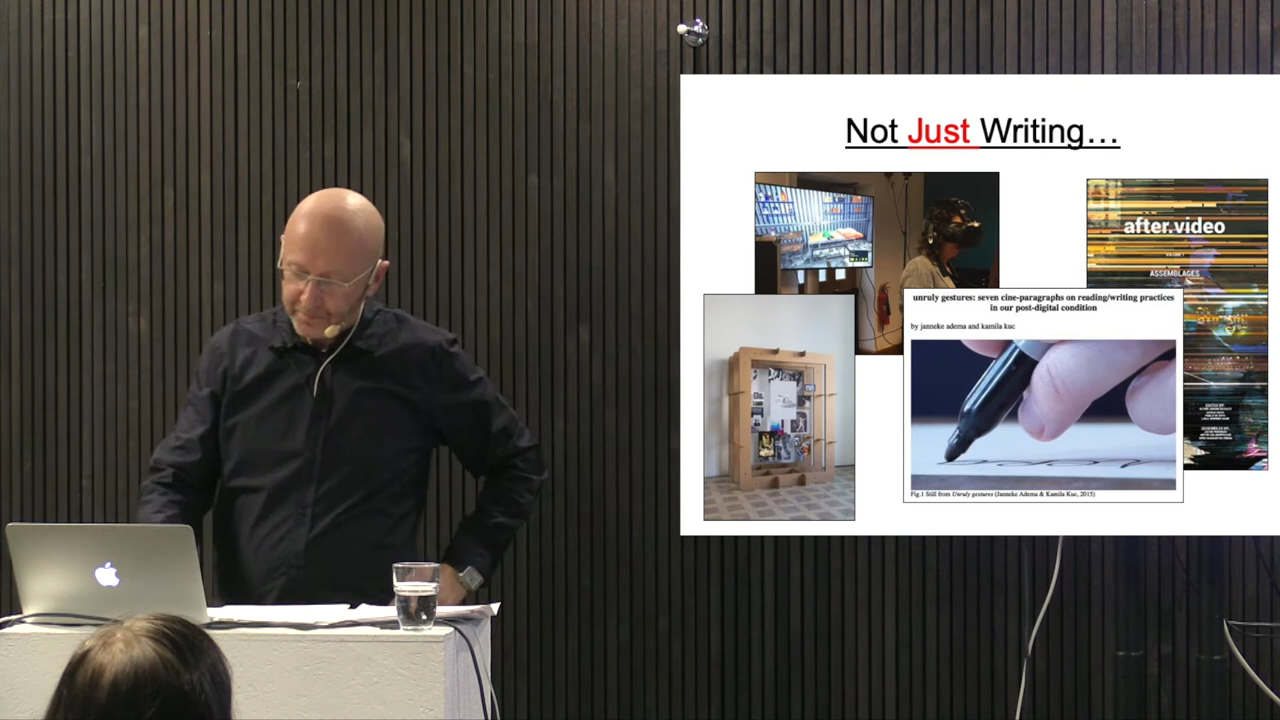 Not Just Writing…
after.video
ASSEMBLAGES
unruly gestures: seven cine-paragraphs on reading/writing practices
in our post-digital condition
by janneke adema and kamila kuc
Fig.1 Still from Unruly gestures (Janneke Adema & Kamila Kuc, 2015)